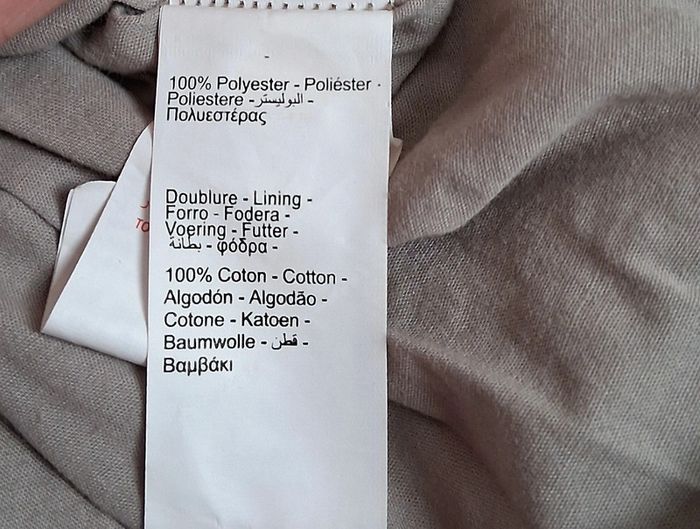 100% Polyester - Poliéster -
Poliestere - البوليستر -
Πολυεστέρας
Doublure - Lining -
Forro - Fodera -
Voering - Futter -
بطانة - φόδρα -
100% Coton - Cotton -
Algodón - Algodão -
Cotone - Katoen -
Baumwolle - قطن -
Βαμβάκι